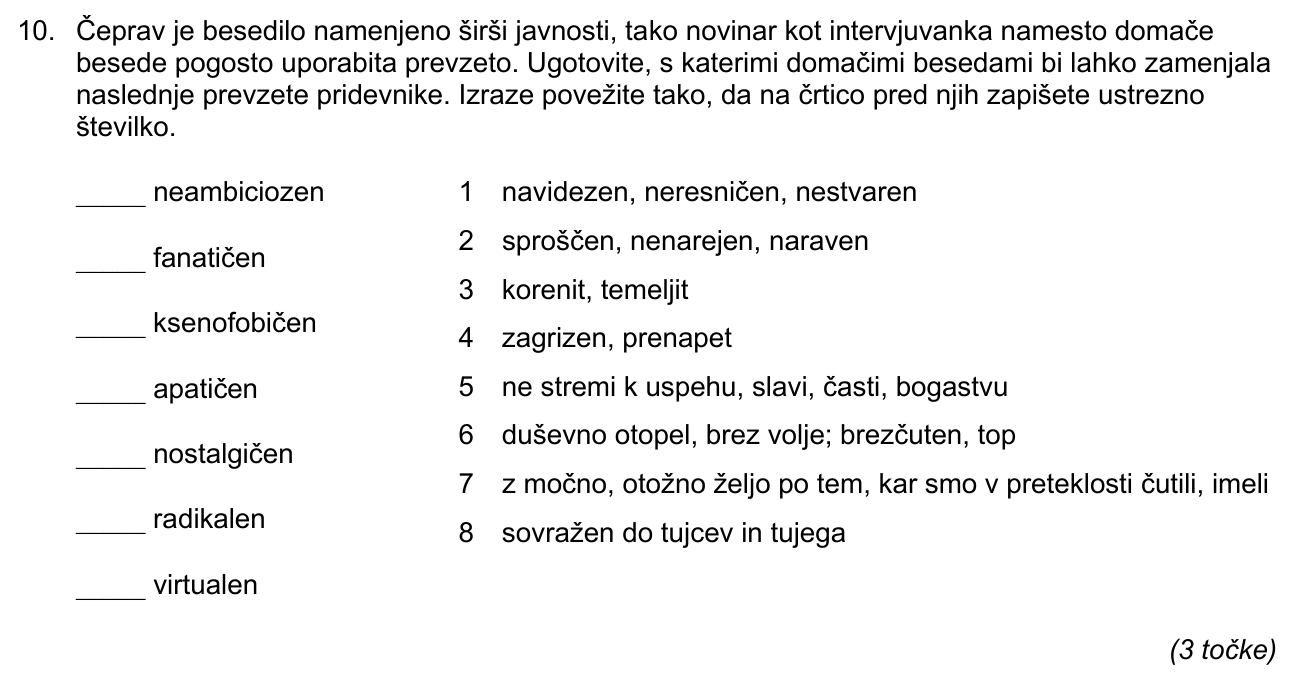 10. Čeprav je besedilo namenjeno širši javnosti, tako novinar kot intervjuvanka namesto domače
besede pogosto uporabita prevzeto. Ugotovite, s katerimi domačimi besedami bi lahko zamenjala
naslednje prevzete pridevnike. Izraze povežite tako, da na črtico pred njih zapišete ustrezno
številko.
_____ neambiciozen
_____ fanatičen
_____ ksenofobičen
_____ apatičen
_____ nostalgičen
_____ radikalen
_____ virtualen
1 navidezen, neresničen, nestvaren
2 sproščen, nenarejen, naraven
3 korenit, temeljit
4 zagrizen, prenapet
5 ne stremi k uspehu, slavi, časti, bogastvu
6 duševno otopel, brez volje; brezčuten, top
7 z močno, otožno željo po tem, kar smo v preteklosti čutili, imeli
8 sovražen do tujcev in tujega
(3 točke)